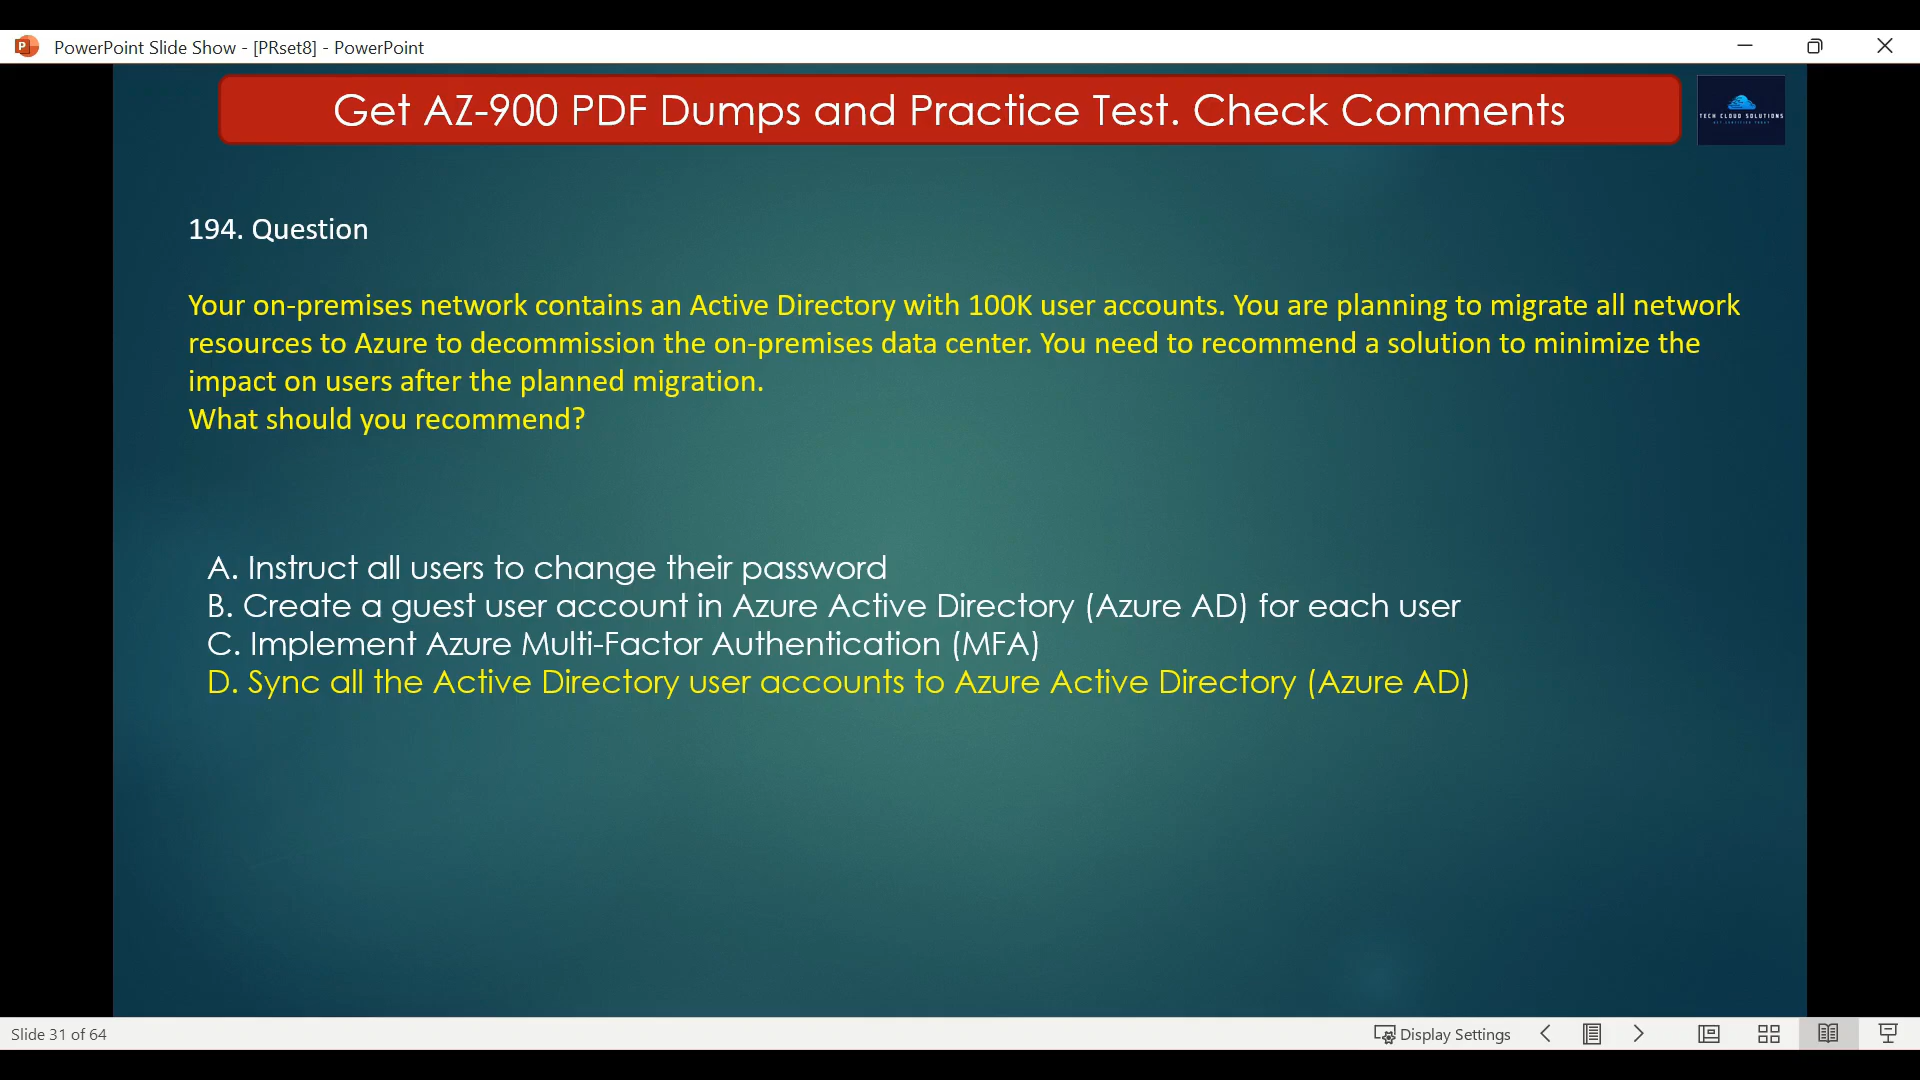 PowerPoint Slide Show - [PRset8] - PowerPoint
Get AZ-900 PDF Dumps and Practice Test. Check Comments
TECH CLOUD SOLUTIONS
194. Question
Your on-premises network contains an Active Directory with 100K user accounts. You are planning to migrate all network
resources to Azure to decommission the on-premises data center. You need to recommend a solution to minimize the
impact on users after the planned migration.
What should you recommend?
A. Instruct all users to change their password
B. Create a guest user account in Azure Active Directory (Azure AD) for each user
C. Implement Azure Multi-Factor Authentication (MFA)
D. Sync all the Active Directory user accounts to Azure Active Directory (Azure AD)
Slide 31 of 64
Display Settings